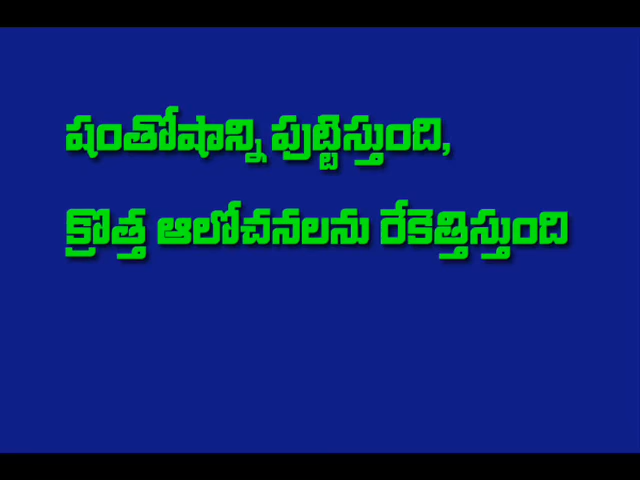 షంతోషాన్ని పుట్టిస్తుంది,
క్రొత్త ఆలోచనలను రేకెత్తిస్తుంది